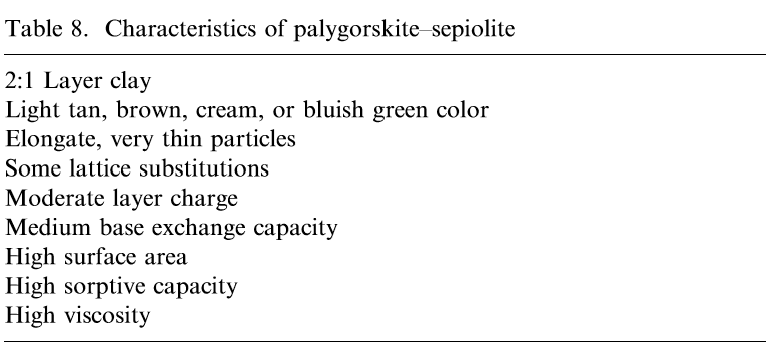 Table 8. Characteristics of palygorskite–sepiolite
2:1 Layer clay
Light tan, brown, cream, or bluish green color
Elongate, very thin particles
Some lattice substitutions
Moderate layer charge
Medium base exchange capacity
High surface area
High sorptive capacity
High viscosity